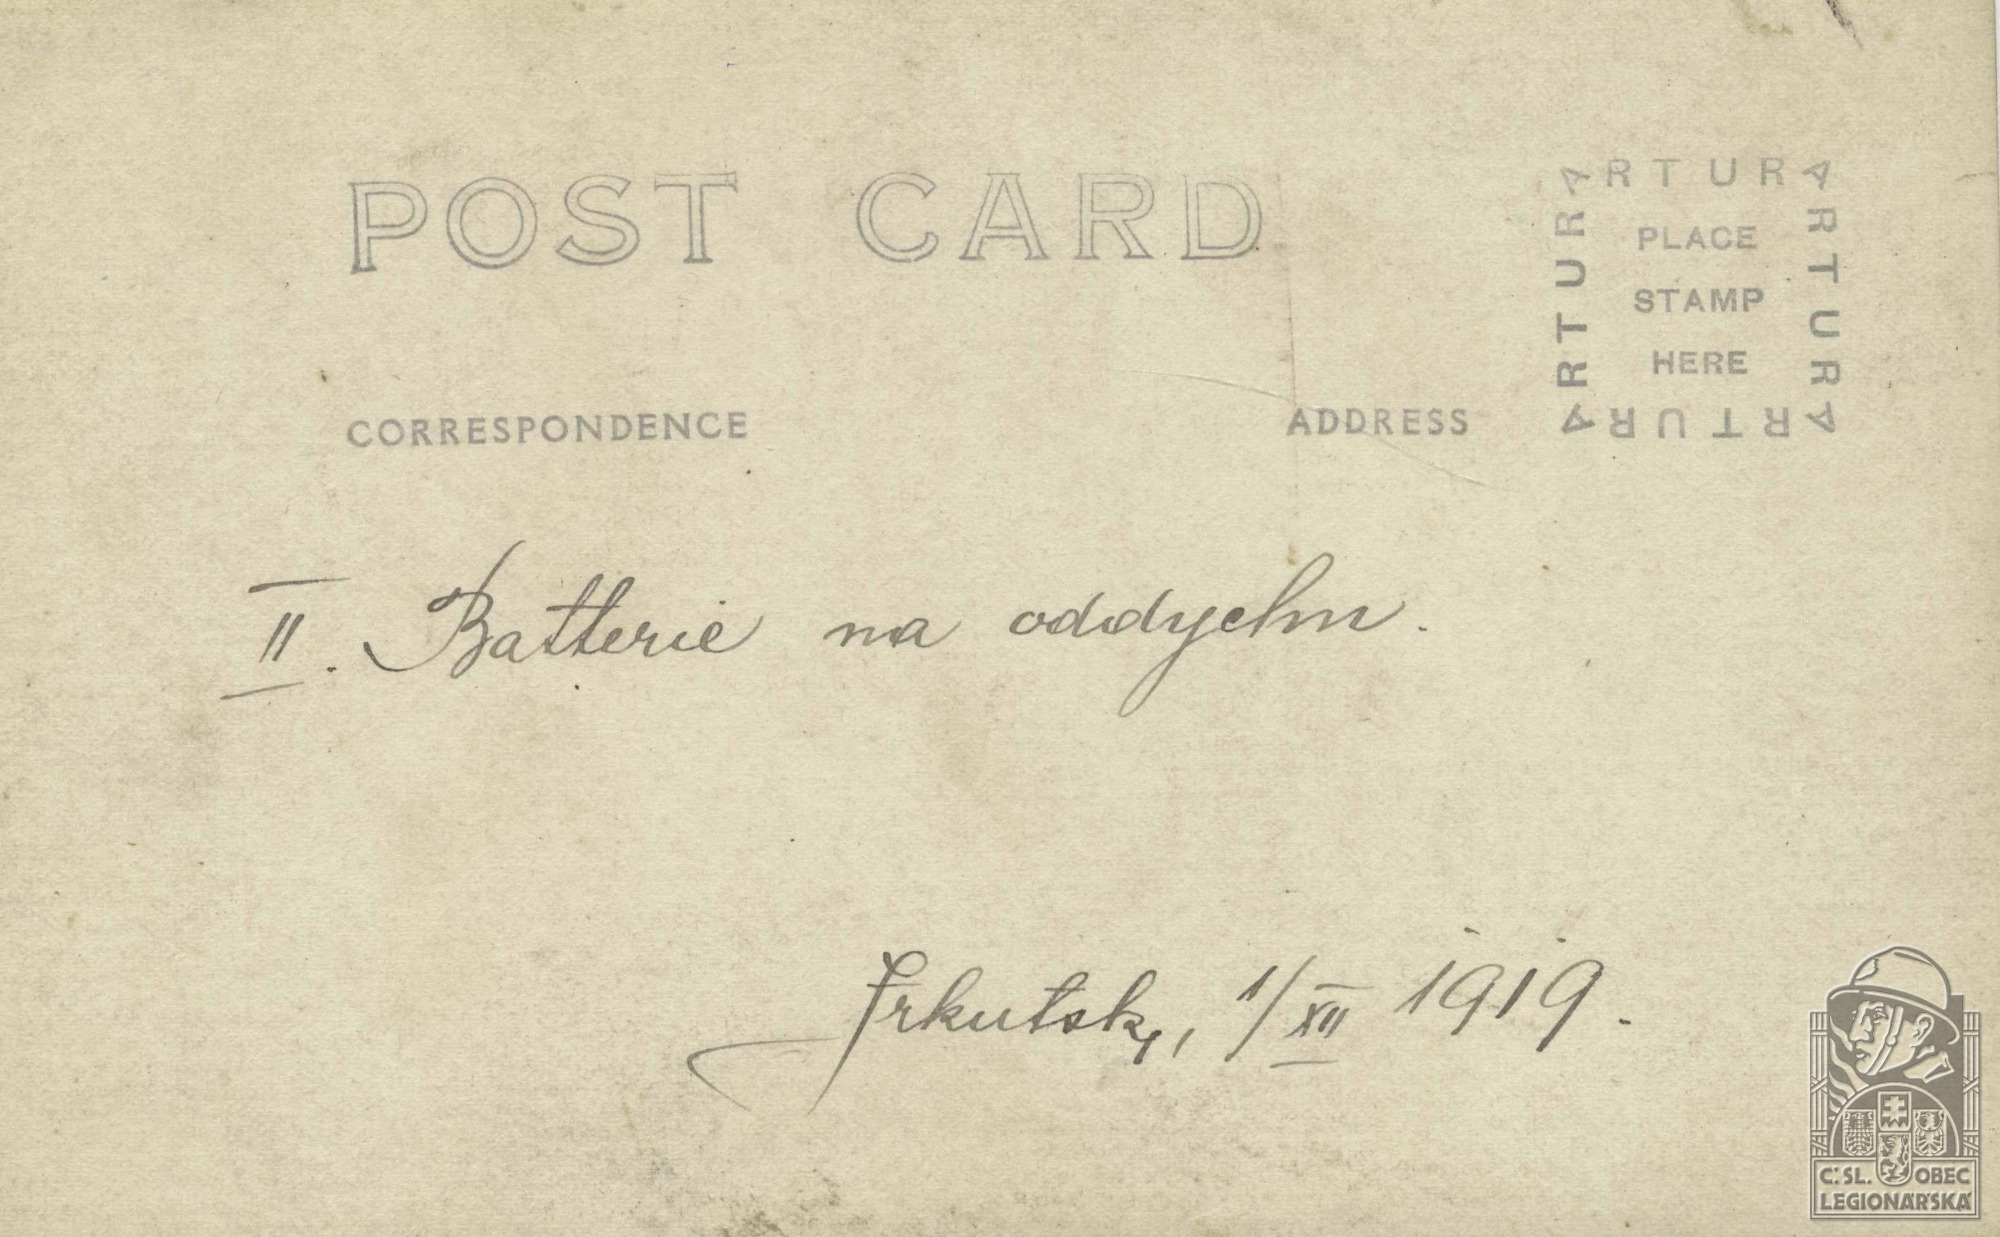 POST CARD
ARTURA ARTURA ARTURA ARTURA
PLACE
STAMP
HERE
CORRESPONDENCE
ADDRESS
II. Batterie na oddychu.
Irkutsk, 1/XII 1919.
Č.SL. OBEC
LEGIONÁŘSKÁ